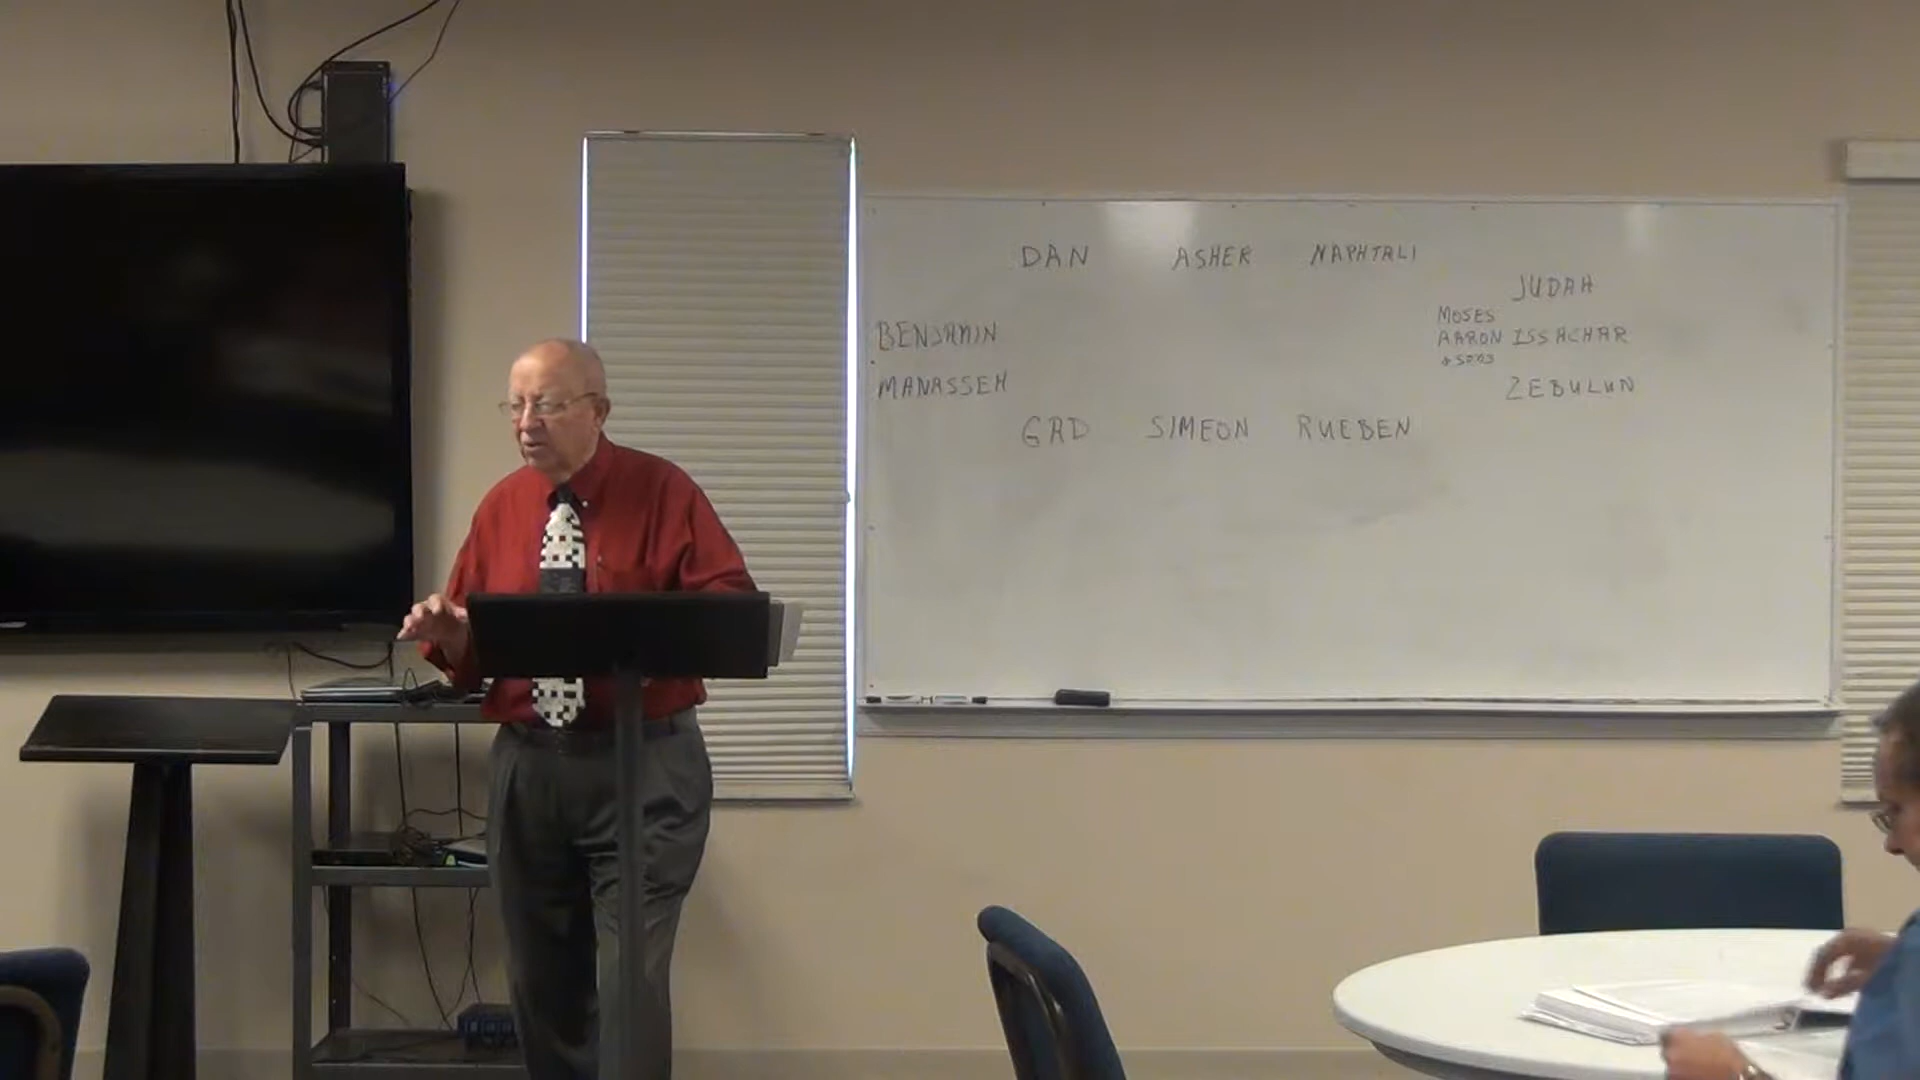 DAN ASHER NAPHTALI
JUDAH
MOSES
BENJAMIN AARON ISSACHAR
& SONS
MANASSEH ZEBULUN
GAD SIMEON RUEBEN